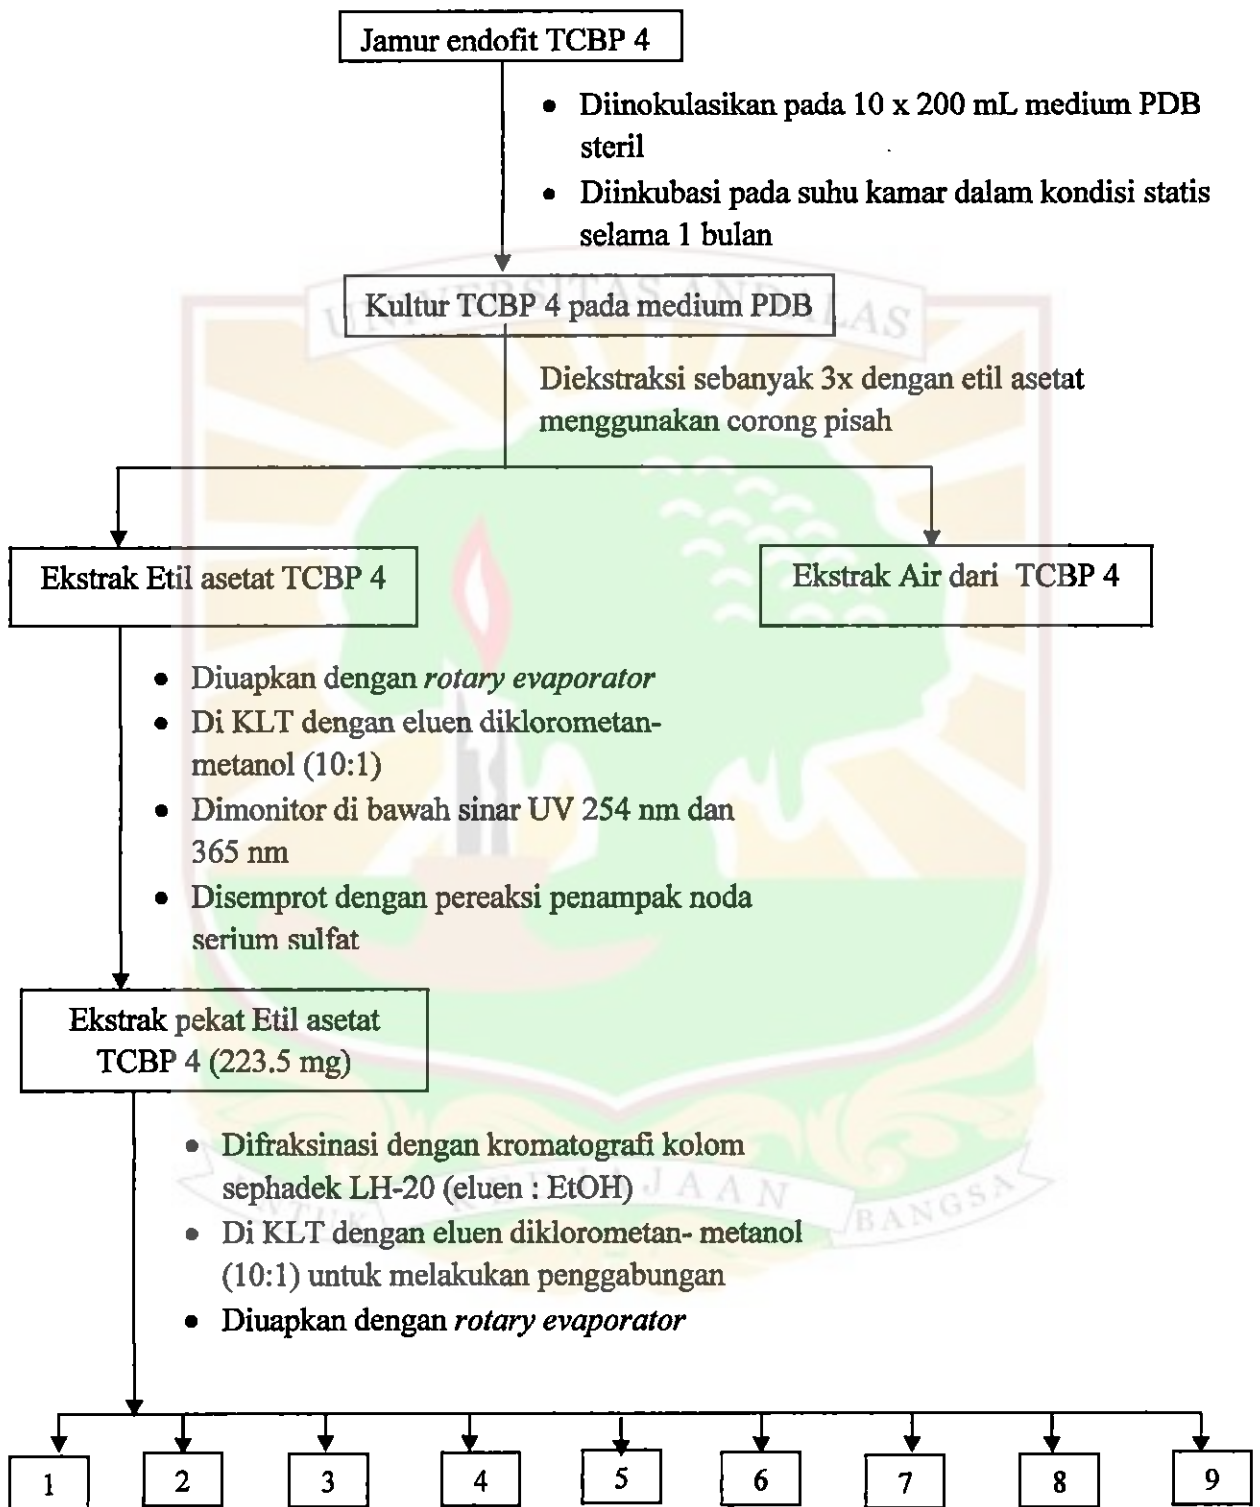 Jamur endofit TCBP 4
• Diinokulasikan pada 10 x 200 mL medium PDB
steril
• Diinkubasi pada suhu kamar dalam kondisi statis
selama 1 bulan
UNIVERSITAS ANDALAS
Kultur TCBP 4 pada medium PDB
Diekstraksi sebanyak 3x dengan etil asetat
menggunakan corong pisah
Ekstrak Etil asetat TCBP 4
Ekstrak Air dari TCBP 4
• Diuapkan dengan rotary evaporator
• Di KLT dengan eluen diklorometan-
metanol (10:1)
• Dimonitor di bawah sinar UV 254 nm dan
365 nm
• Disemprot dengan pereaksi penampak noda
serium sulfat
Ekstrak pekat Etil asetat
TCBP 4 (223.5 mg)
• Difraksinasi dengan kromatografi kolom
sephadek LH-20 (eluen : EtOH)
UNTUK KEDJAJAAN BANGSA
• Di KLT dengan eluen diklorometan- metanol
(10:1) untuk melakukan penggabungan
• Diuapkan dengan rotary evaporator
1 2 3 4 5 6 7 8 9